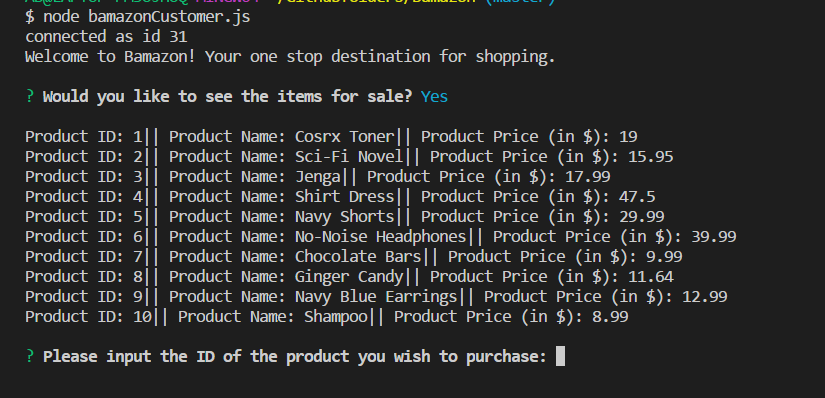 $ node bamazonCustomer.js
connected as id 31
Welcome to Bamazon! Your one stop destination for shopping.
? Would you like to see the items for sale? Yes
Product ID: 1|| Product Name: Cosrx Toner|| Product Price (in $): 19
Product ID: 2|| Product Name: Sci-Fi Novel|| Product Price (in $): 15.95
Product ID: 3|| Product Name: Jenga|| Product Price (in $): 17.99
Product ID: 4|| Product Name: Shirt Dress|| Product Price (in $): 47.5
Product ID: 5|| Product Name: Navy Shorts|| Product Price (in $): 29.99
Product ID: 6|| Product Name: No-Noise Headphones|| Product Price (in $): 39.99
Product ID: 7|| Product Name: Chocolate Bars|| Product Price (in $): 9.99
Product ID: 8|| Product Name: Ginger Candy|| Product Price (in $): 11.64
Product ID: 9|| Product Name: Navy Blue Earrings|| Product Price (in $): 12.99
Product ID: 10|| Product Name: Shampoo|| Product Price (in $): 8.99
? Please input the ID of the product you wish to purchase: